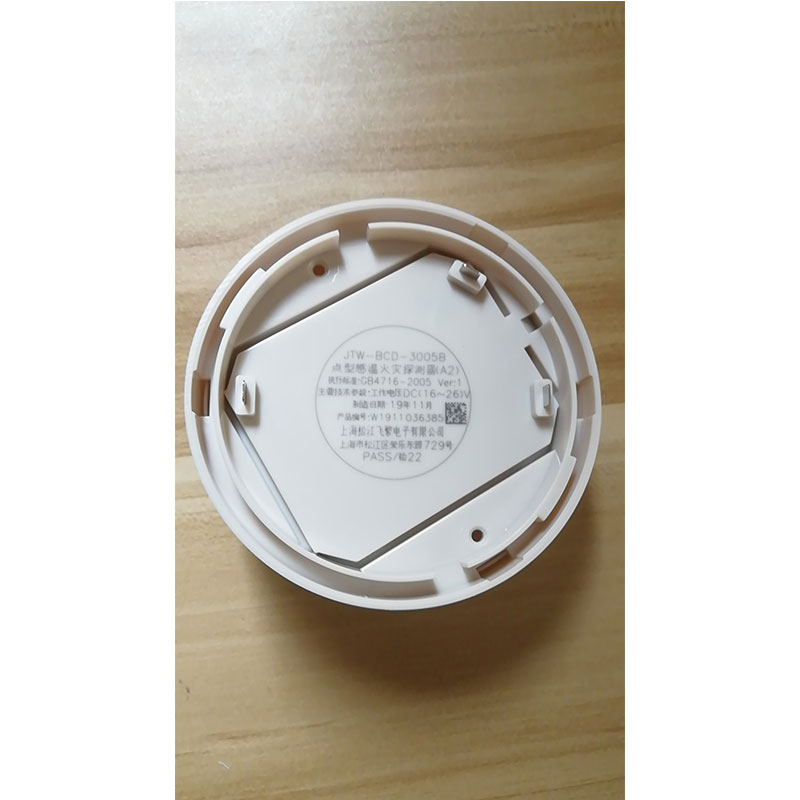 JTW-BCD-3005B
点型感温火灾探测器(A2)
执行标准:GB4716-2005 Ver:1
主要技术参数:工作电压DC(16~26)V
制造日期:19年11月
产品编号:W1911036385
上海松江飞繁电子有限公司
上海市松江区荣乐东路729号
PASS/验22